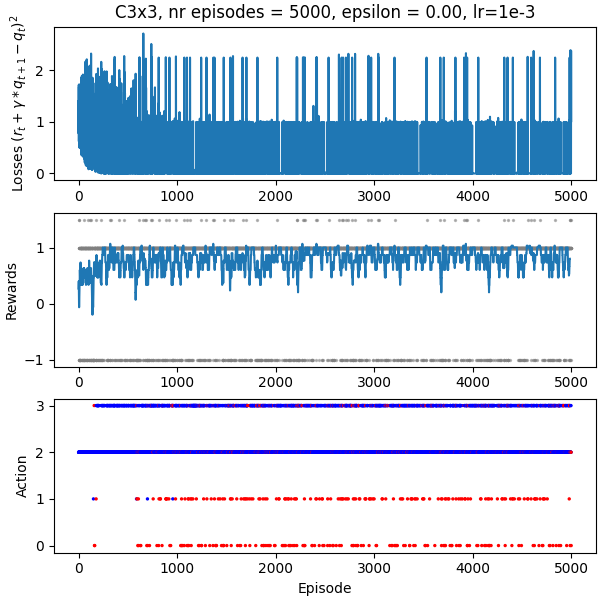 C3x3, nr episodes = 5000, epsilon = 0.00, lr=1e-3
Losses $(r_t + \gamma * q_{t+1} - q_t)^2$
2
1
0
0 1000 2000 3000 4000 5000
Rewards
1
0
−1
0 1000 2000 3000 4000 5000
Action
3
2
1
0
0 1000 2000 3000 4000 5000
Episode